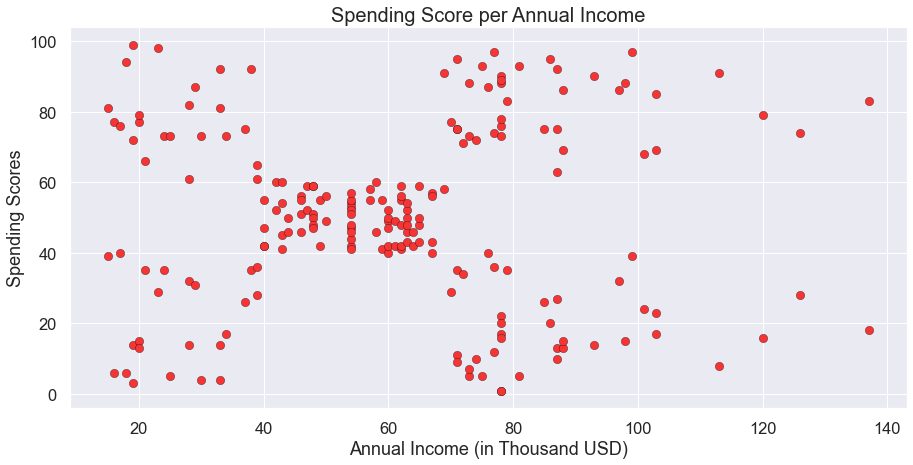 Spending Score per Annual Income
100
80
60
40
20
0
Spending Scores
20 40 60 80 100 120 140
Annual Income (in Thousand USD)